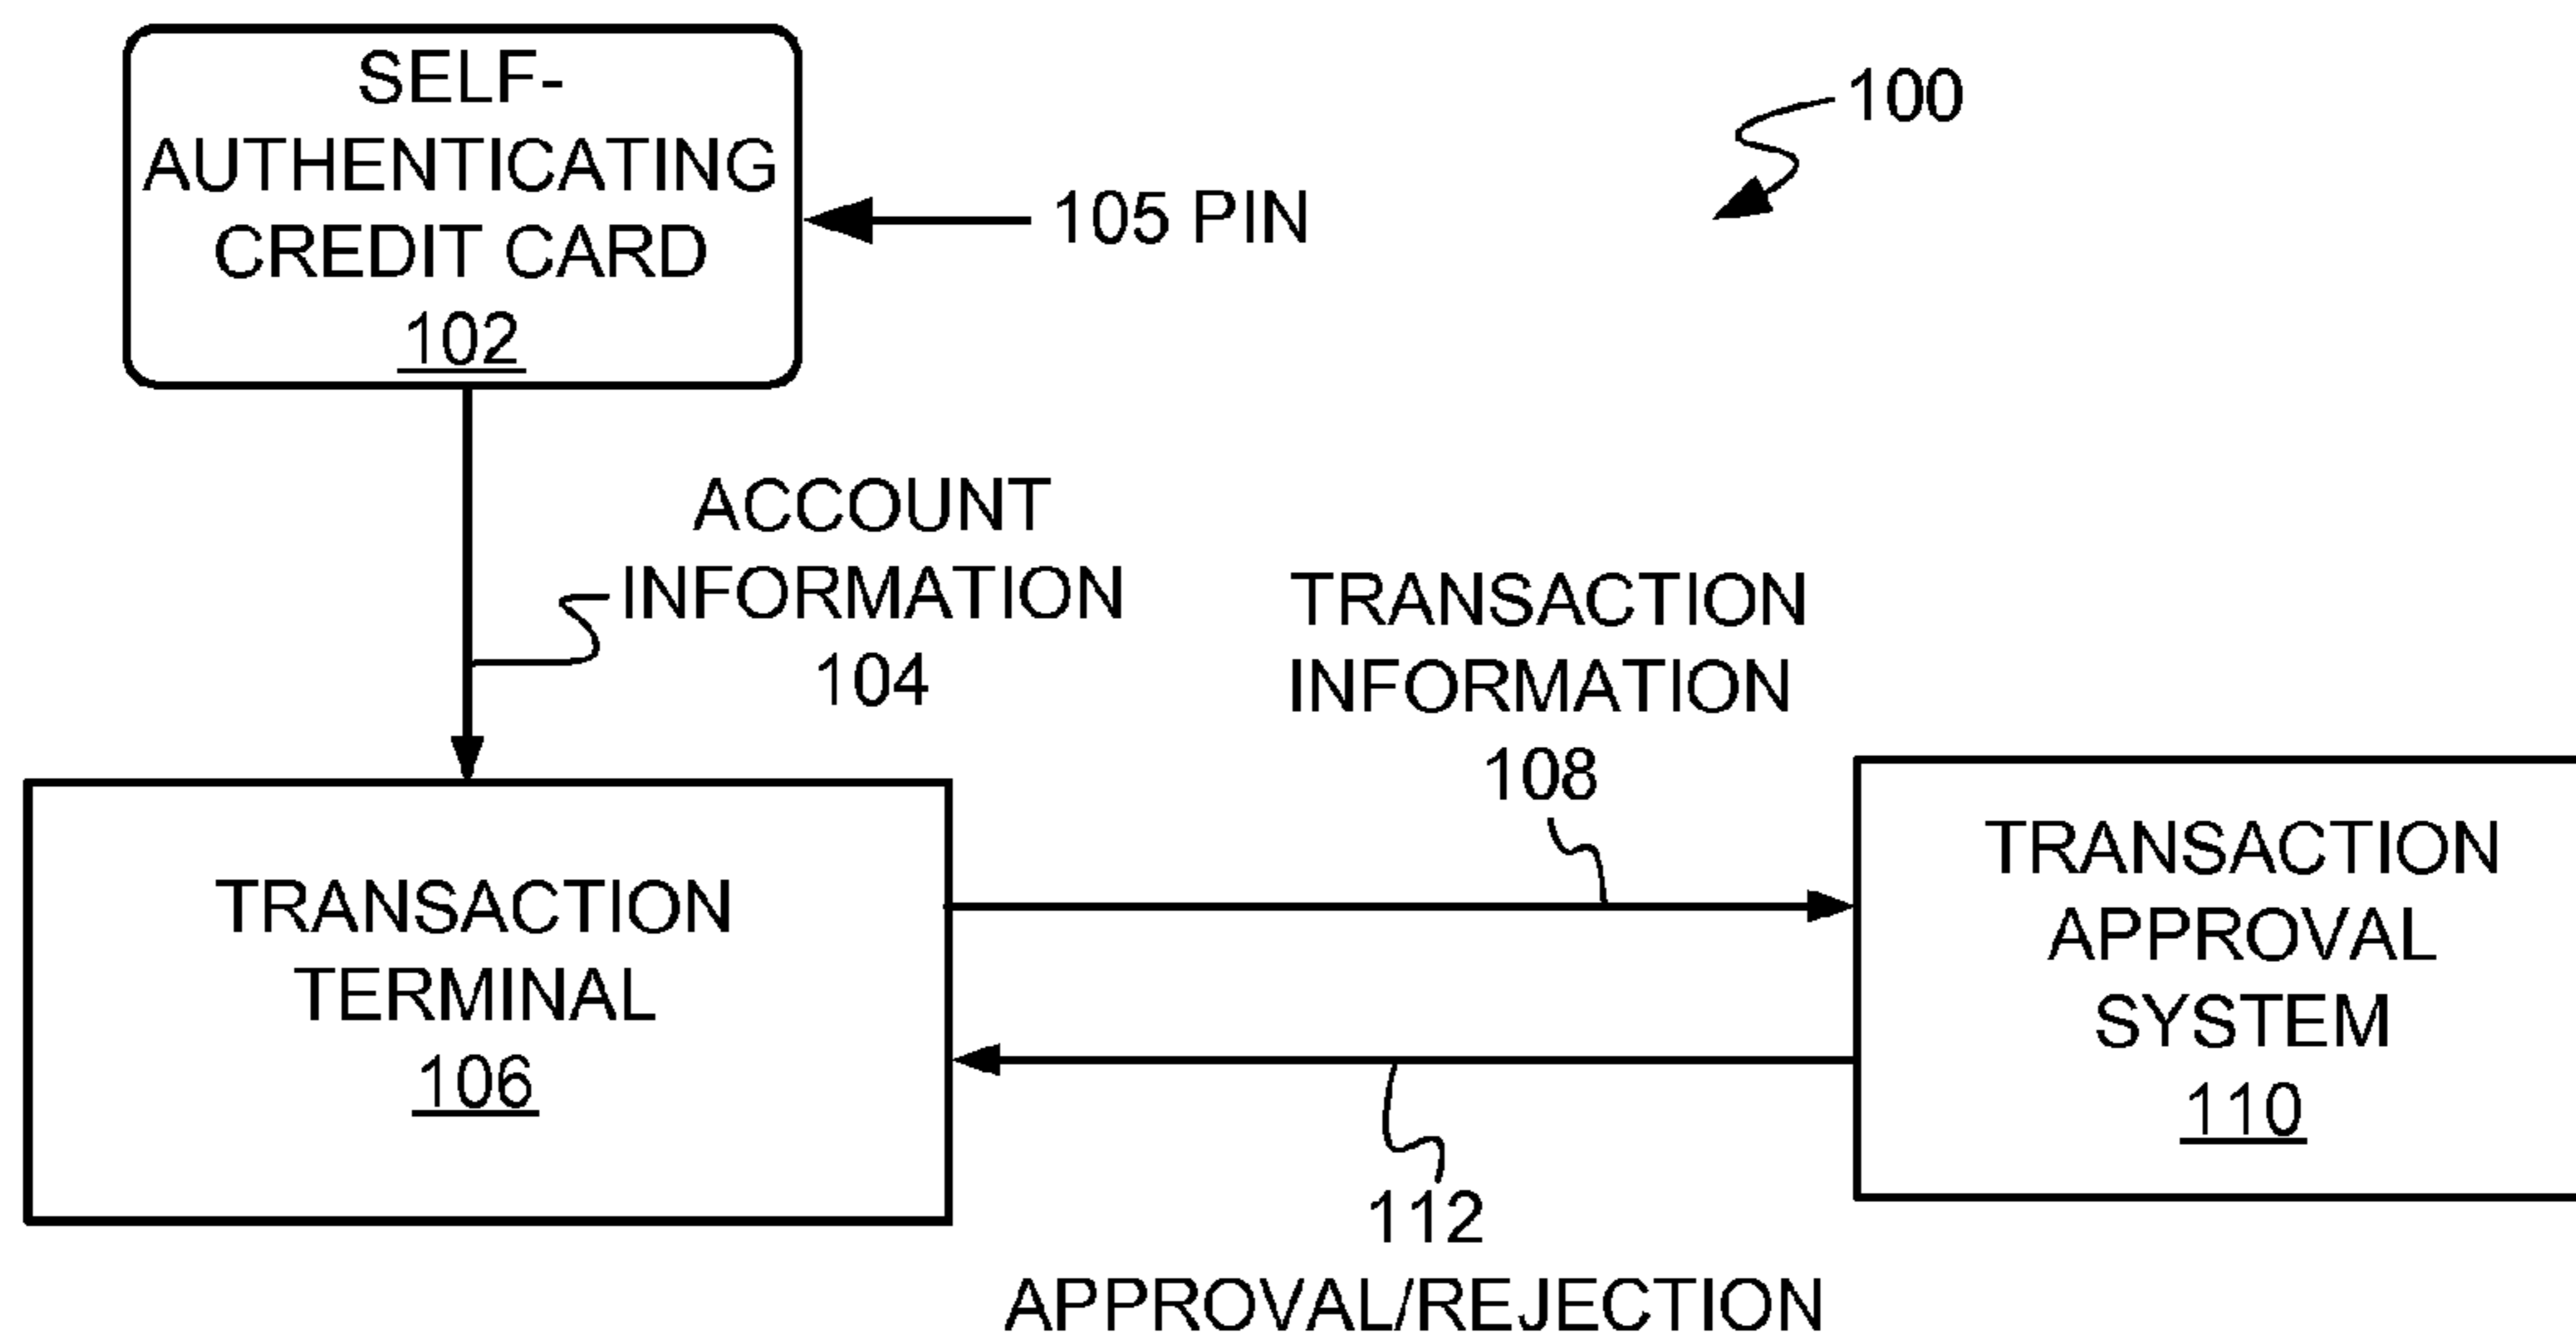 SELF-
AUTHENTICATING
CREDIT CARD
102
105 PIN
100
ACCOUNT
INFORMATION
104
TRANSACTION
INFORMATION
108
TRANSACTION
TERMINAL
106
TRANSACTION
APPROVAL
SYSTEM
110
112
APPROVAL/REJECTION